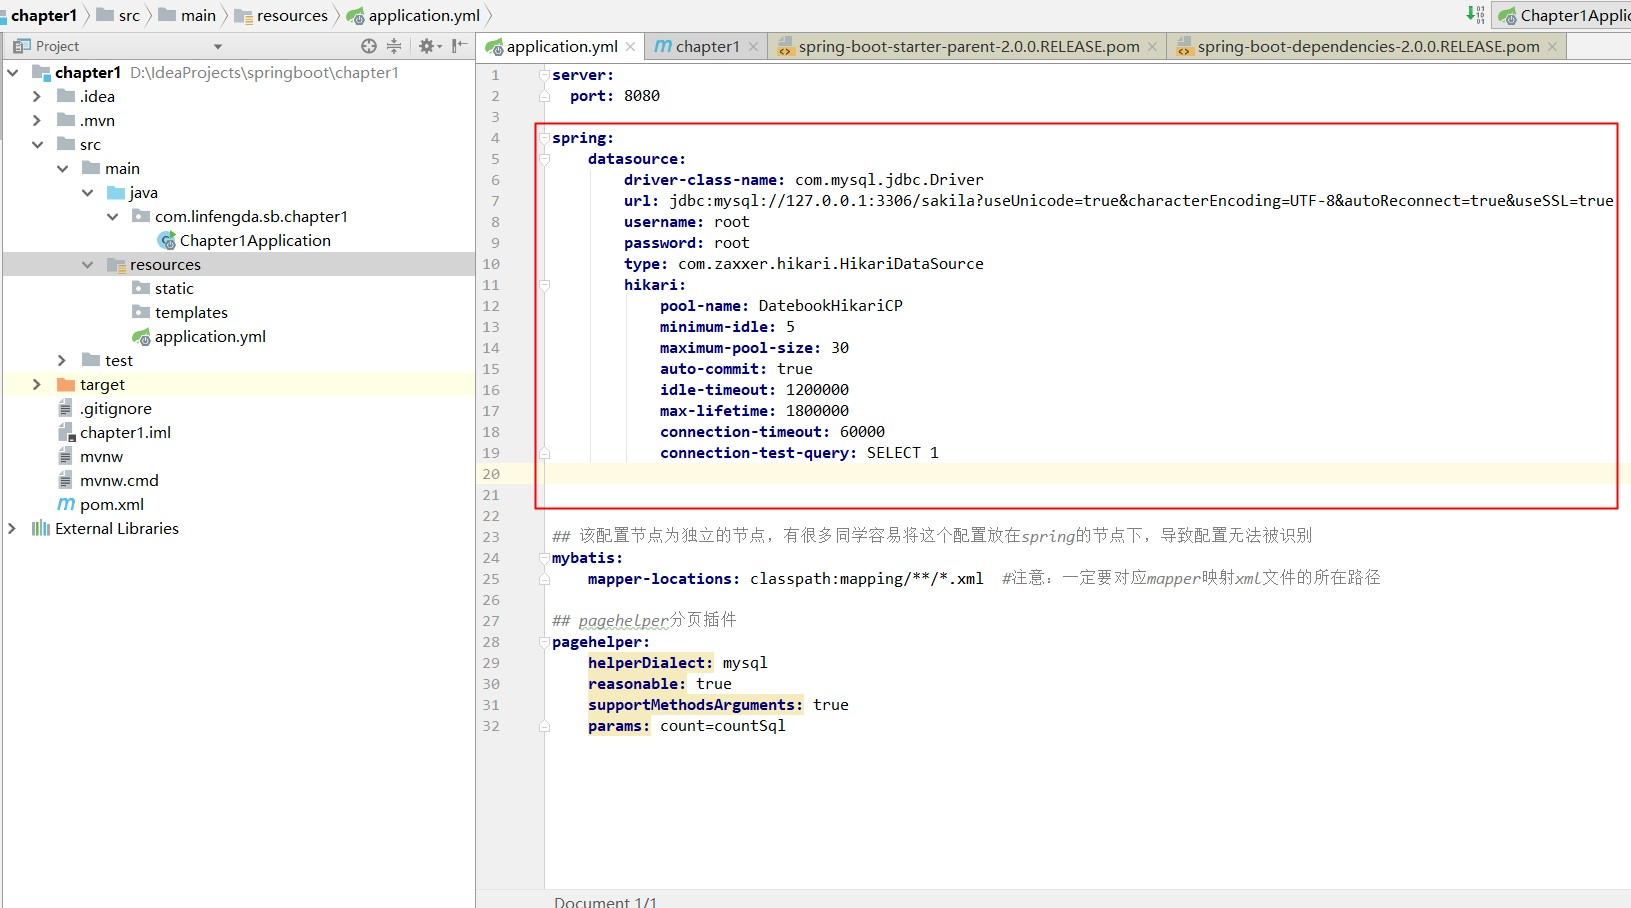 chapter1 src main resources application.yml
Chapter1Applic
Project
chapter1 D:\IdeaProjects\springboot\chapter1
.idea
.mvn
src
main
java
com.linfengda.sb.chapter1
Chapter1Application
resources
static
templates
application.yml
test
target
.gitignore
chapter1.iml
mvnw
mvnw.cmd
pom.xml
External Libraries
application.yml chapter1 spring-boot-starter-parent-2.0.0.RELEASE.pom spring-boot-dependencies-2.0.0.RELEASE.pom
1 server:
2 port: 8080
3
4 spring:
5 datasource:
6 driver-class-name: com.mysql.jdbc.Driver
7 url: jdbc:mysql://127.0.0.1:3306/sakila?useUnicode=true&characterEncoding=UTF-8&autoReconnect=true&useSSL=true
8 username: root
9 password: root
10 type: com.zaxxer.hikari.HikariDataSource
11 hikari:
12 pool-name: DatebookHikariCP
13 minimum-idle: 5
14 maximum-pool-size: 30
15 auto-commit: true
16 idle-timeout: 1200000
17 max-lifetime: 1800000
18 connection-timeout: 60000
19 connection-test-query: SELECT 1
20
21
22
23 ## 该配置节点为独立的节点，有很多同学容易将这个配置放在spring的节点下，导致配置无法被识别
24 mybatis:
25 mapper-locations: classpath:mapping/**/*.xml #注意：一定要对应mapper映射xml文件的所在路径
26
27 ## pagehelper分页插件
28 pagehelper:
29 helperDialect: mysql
30 reasonable: true
31 supportMethodsArguments: true
32 params: count=countSql
Document 1/1